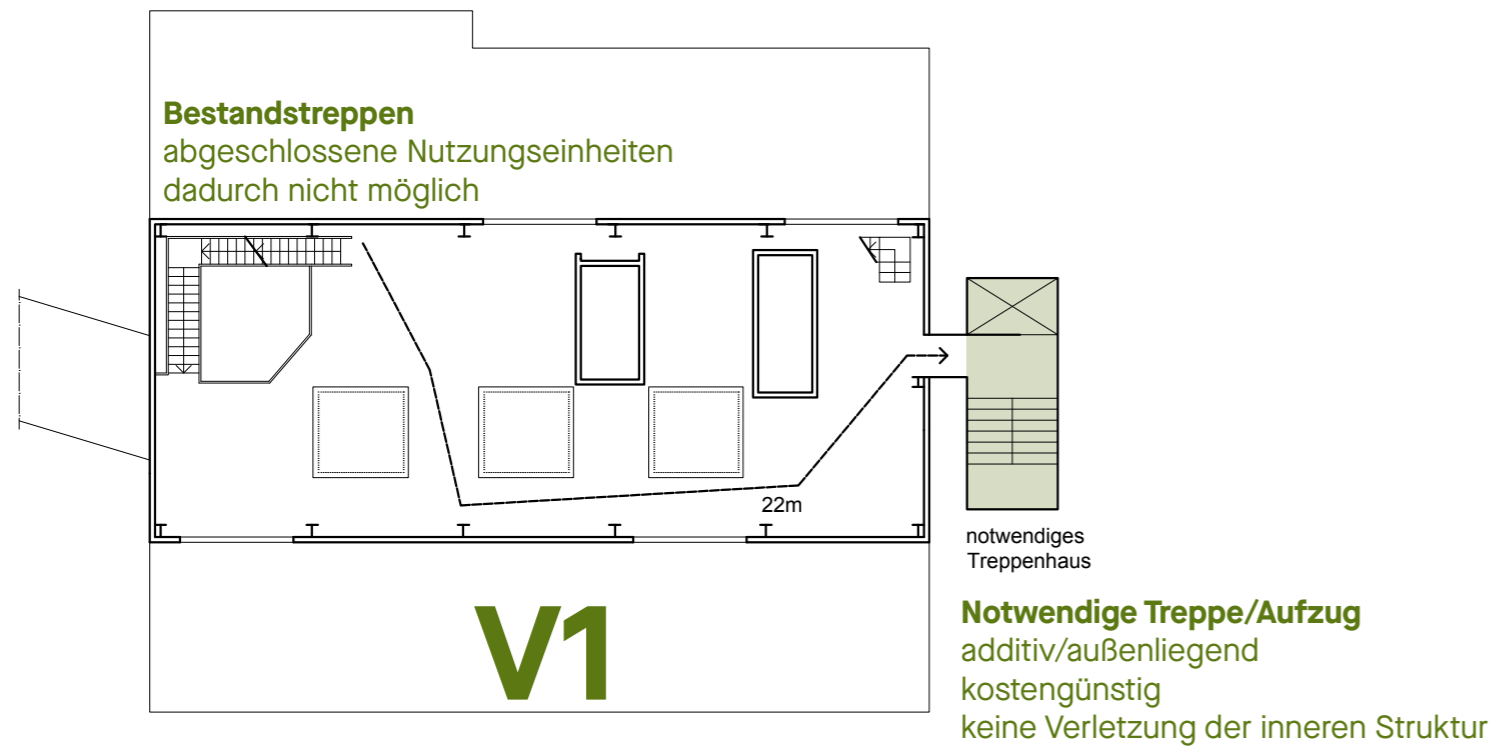 Bestandstreppen
abgeschlossene Nutzungseinheiten
dadurch nicht möglich
22m
notwendiges
Treppenhaus
V1
Notwendige Treppe/Aufzug
additiv/außenliegend
kostengünstig
keine Verletzung der inneren Struktur